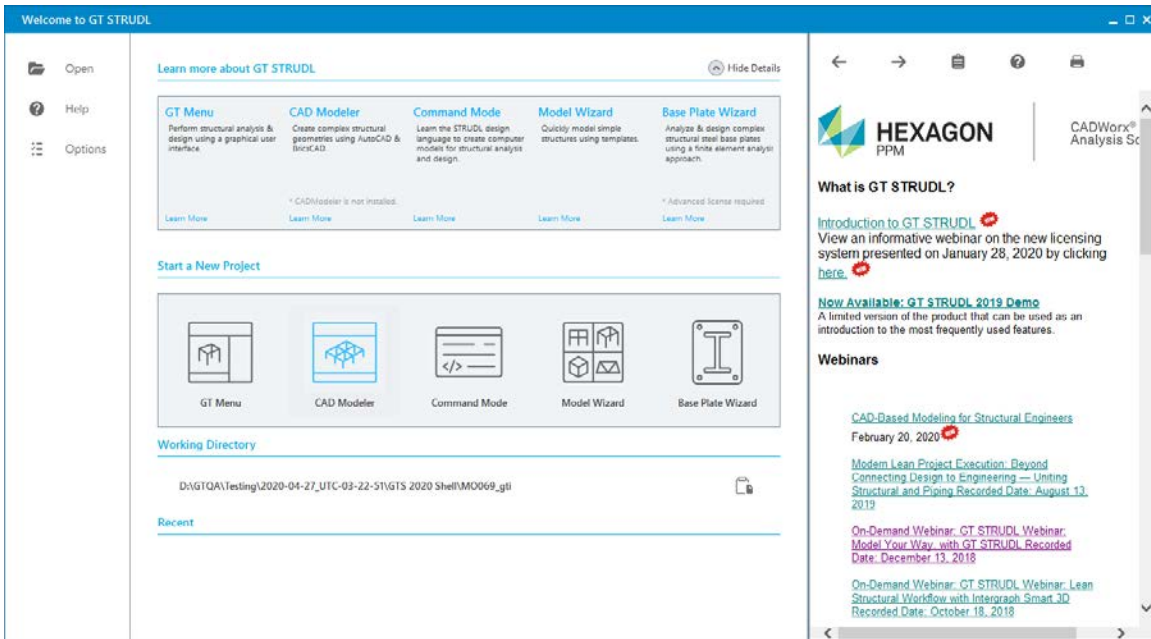 Welcome to GT STRUDL
Open
Help
Options
Learn more about GT STRUDL
Hide Details
GT Menu
Perform structural analysis &
design using a graphical user
interface.
Learn More
CAD Modeler
Create complex structural
geometries using AutoCAD &
BricsCAD.
* CADModeler is not installed.
Learn More
Command Mode
Learn the STRUDL design
language to create computer
models for structural analysis
and design.
Learn More
Model Wizard
Quickly model simple
structures using templates.
Learn More
Base Plate Wizard
Analyze & design complex
structural steel base plates
using a finite element analysis
approach.
* Advanced license required
Learn More
Start a New Project
GT Menu
CAD Modeler
Command Mode
Model Wizard
Base Plate Wizard
Working Directory
D:\GTQA\Testing\2020-04-27_UTC-03-22-51\GTS 2020 Shell\MO069_gti
Recent
HEXAGON
PPM
CADWorx®
Analysis So
What is GT STRUDL?
Introduction to GT STRUDL
View an informative webinar on the new licensing
system presented on January 28, 2020 by clicking
here.
Now Available: GT STRUDL 2019 Demo
A limited version of the product that can be used as an
introduction to the most frequently used features.
Webinars
CAD-Based Modeling for Structural Engineers
February 20, 2020
Modern Lean Project Execution: Beyond
Connecting Design to Engineering — Uniting
Structural and Piping Recorded Date: August 13,
2019
On-Demand Webinar: GT STRUDL Webinar:
Model Your Way, with GT STRUDL Recorded
Date: December 13, 2018
On-Demand Webinar: GT STRUDL Webinar: Lean
Structural Workflow with Intergraph Smart 3D
Recorded Date: October 18, 2018